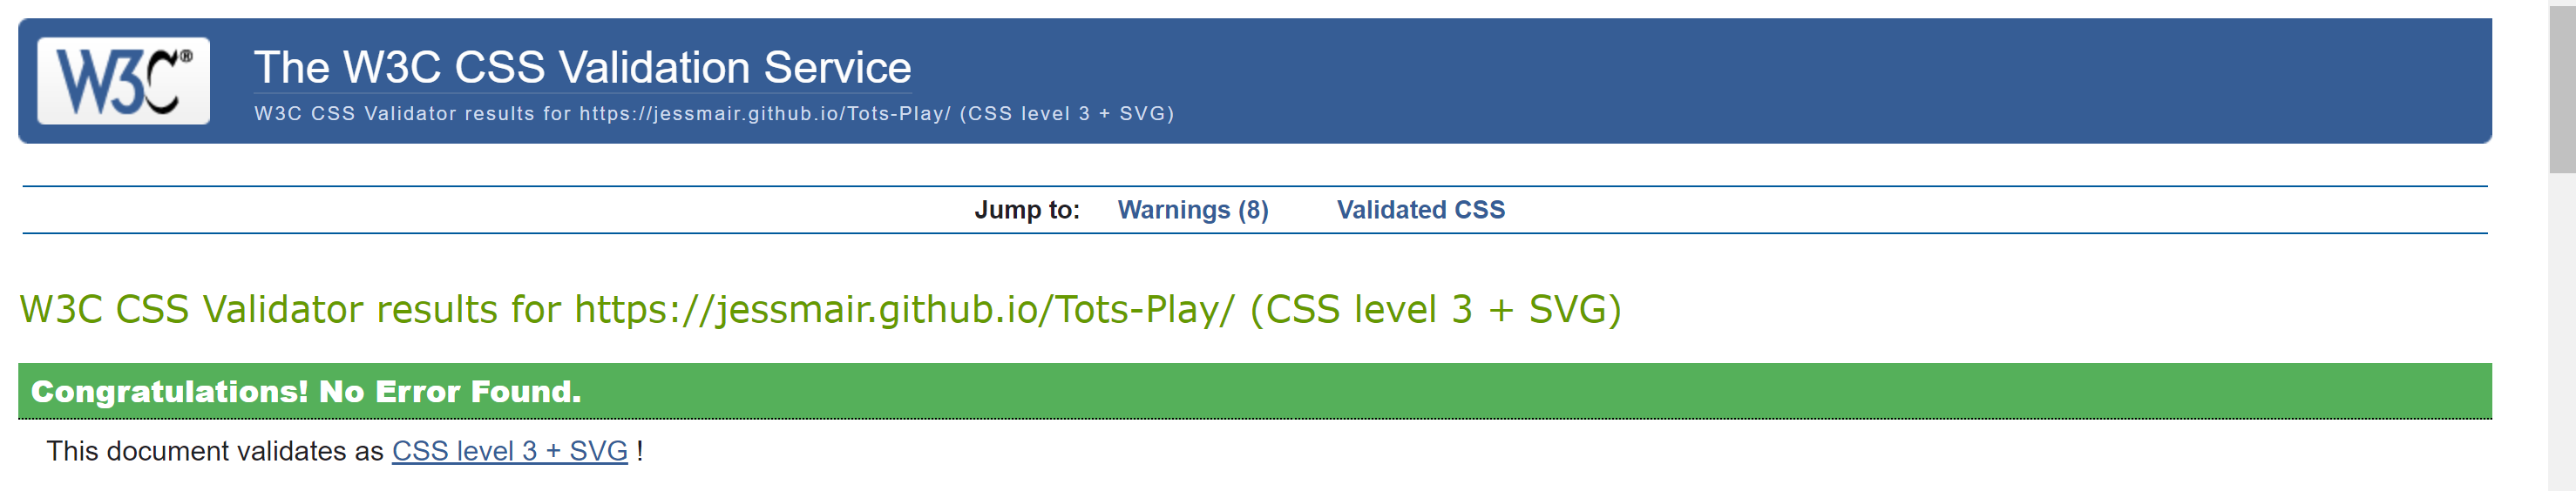 W3C®
The W3C CSS Validation Service
W3C CSS Validator results for https://jessmair.github.io/Tots-Play/ (CSS level 3 + SVG)
Jump to: Warnings (8) Validated CSS
W3C CSS Validator results for https://jessmair.github.io/Tots-Play/ (CSS level 3 + SVG)
Congratulations! No Error Found.
This document validates as CSS level 3 + SVG !